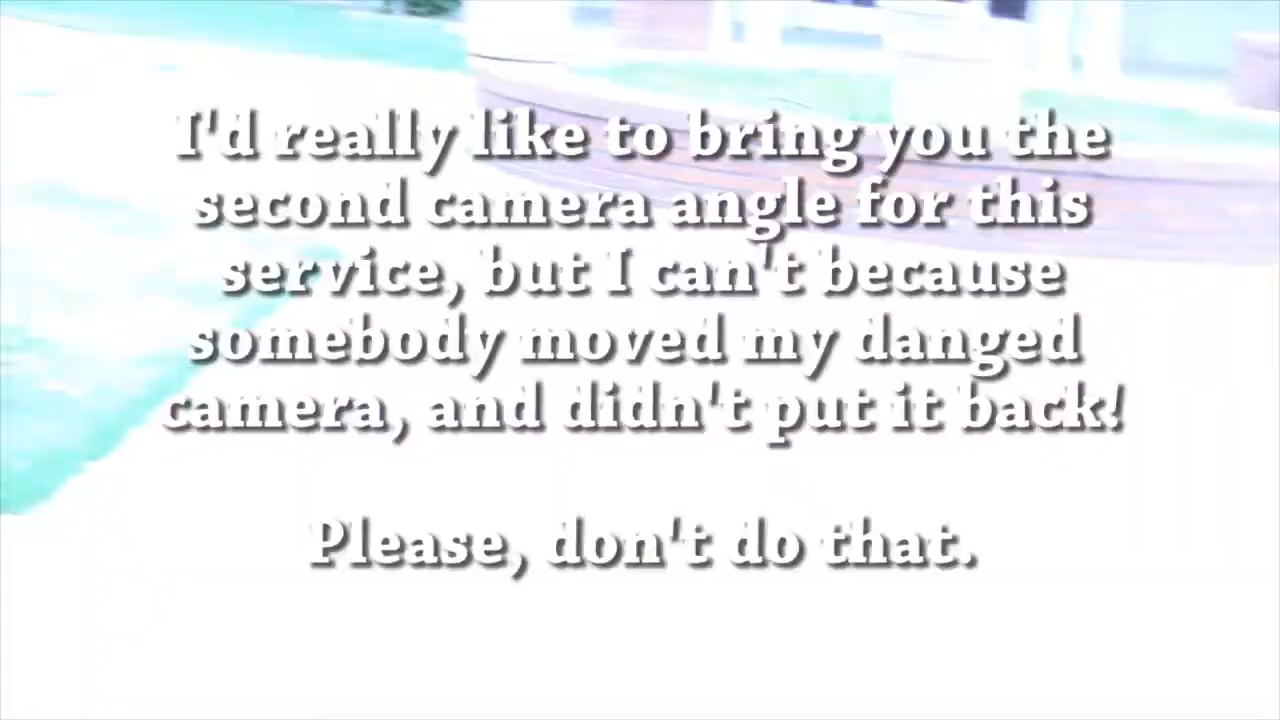 I'd really like to bring you the
second camera angle for this
service, but I can't because
somebody moved my danged
camera, and didn't put it back!
Please, don't do that.